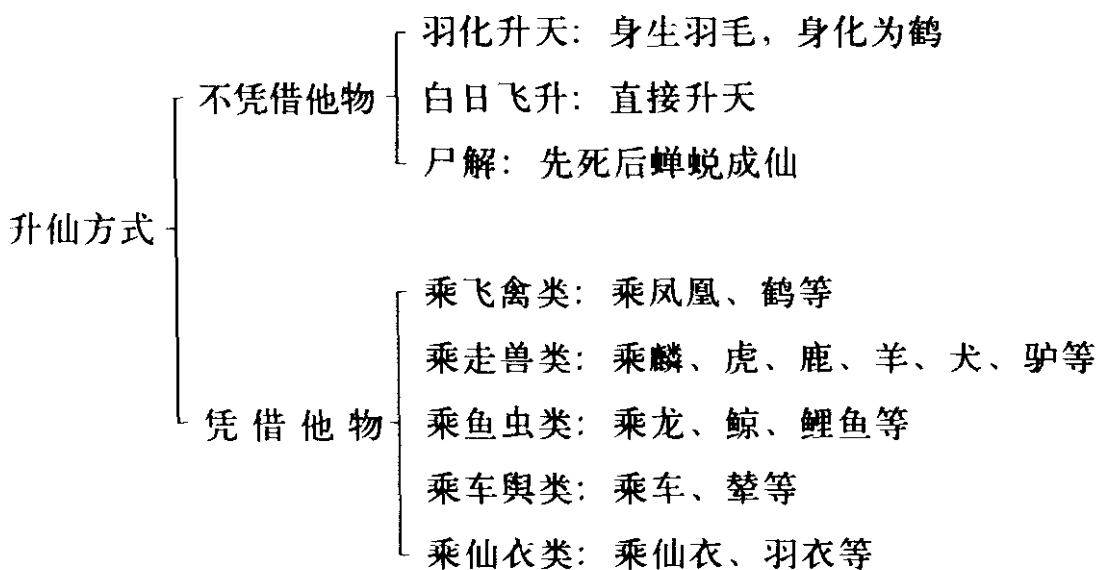 升仙方式
不凭借他物
羽化升天：身生羽毛，身化为鹤
白日飞升：直接升天
尸解：先死后蝉蜕成仙
凭借他物
乘飞禽类：乘凤凰、鹤等
乘走兽类：乘麟、虎、鹿、羊、犬、驴等
乘鱼虫类：乘龙、鲸、鲤鱼等
乘车舆类：乘车、辇等
乘仙衣类：乘仙衣、羽衣等